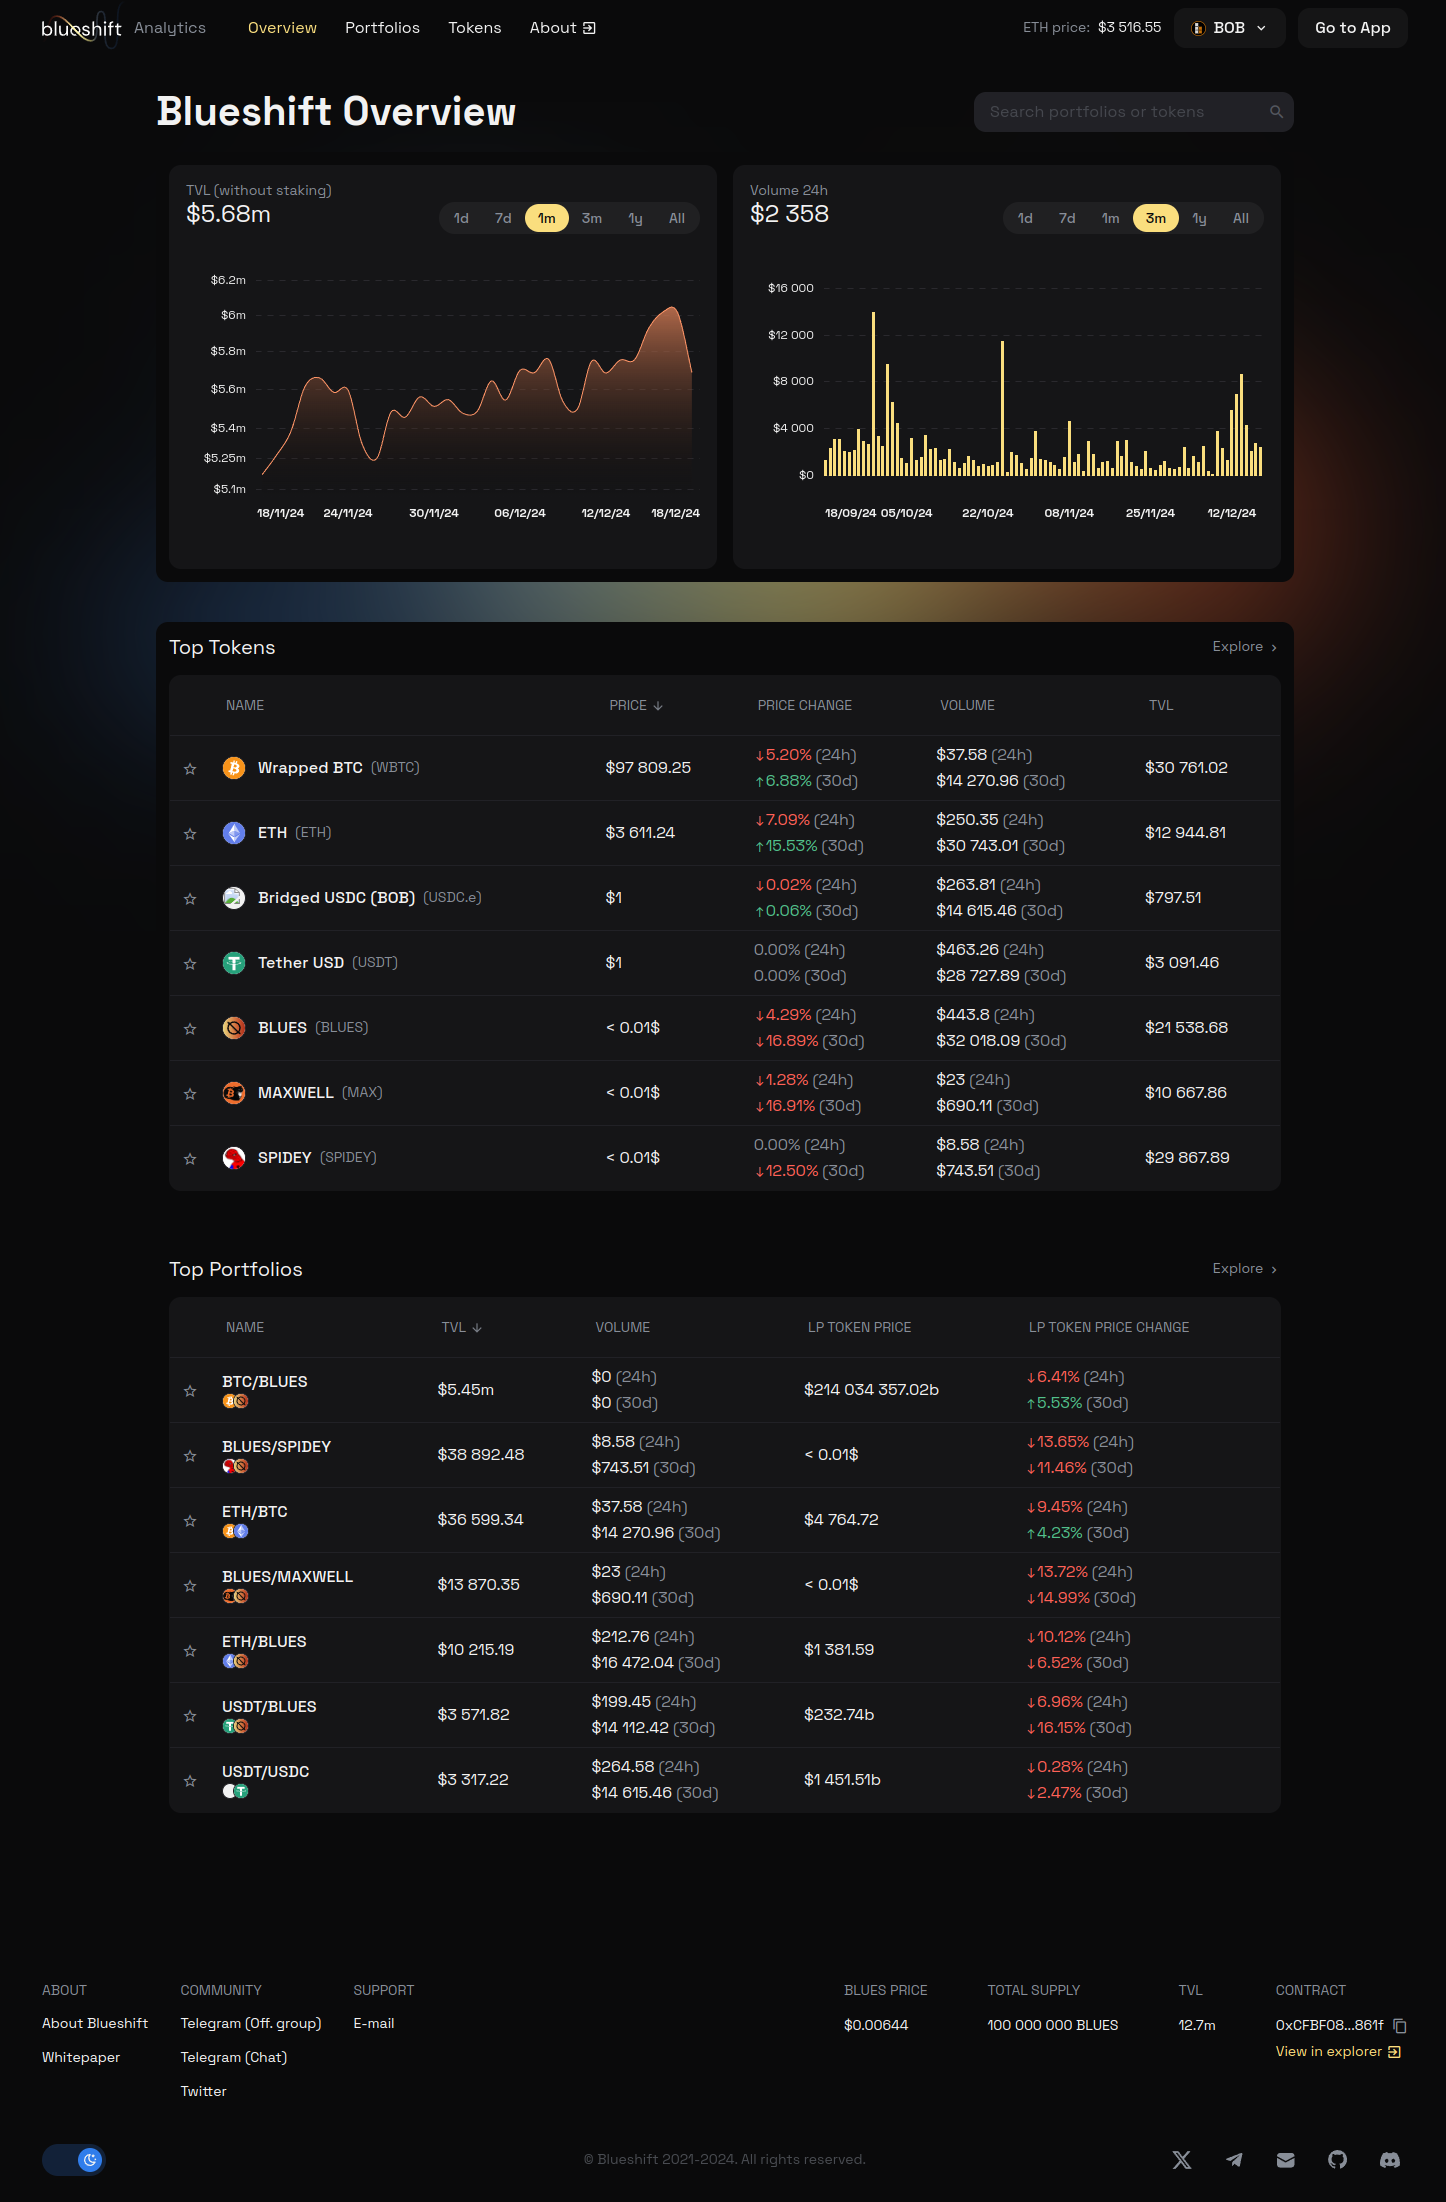 blueshift Analytics Overview Portfolios Tokens About ETH price: $3 516.55 BOB Go to App
Blueshift Overview
Search portfolios or tokens
TVL (without staking)
$5.68m
1d 7d 1m 3m 1y All
$6.2m
$6m
$5.8m
$5.6m
$5.4m
$5.25m
$5.1m
18/11/24 24/11/24 30/11/24 06/12/24 12/12/24 18/12/24
Volume 24h
$2 358
1d 7d 1m 3m 1y All
$16 000
$12 000
$8 000
$4 000
$0
18/09/24 05/10/24 22/10/24 08/11/24 25/11/24 12/12/24
Top Tokens Explore
NAME PRICE PRICE CHANGE VOLUME TVL
Wrapped BTC (WBTC) $97 809.25 ↓5.20% (24h) $37.58 (24h) $30 761.02
↑6.88% (30d) $14 270.96 (30d)
ETH (ETH) $3 611.24 ↓7.09% (24h) $250.35 (24h) $12 944.81
↑15.53% (30d) $30 743.01 (30d)
Bridged USDC (BOB) (USDC.e) $1 ↓0.02% (24h) $263.81 (24h) $797.51
↑0.06% (30d) $14 615.46 (30d)
Tether USD (USDT) $1 0.00% (24h) $463.26 (24h) $3 091.46
0.00% (30d) $28 727.89 (30d)
BLUES (BLUES) < 0.01$ ↓4.29% (24h) $443.8 (24h) $21 538.68
↓16.89% (30d) $32 018.09 (30d)
MAXWELL (MAX) < 0.01$ ↓1.28% (24h) $23 (24h) $10 667.86
↓16.91% (30d) $690.11 (30d)
SPIDEY (SPIDEY) < 0.01$ 0.00% (24h) $8.58 (24h) $29 867.89
↓12.50% (30d) $743.51 (30d)
Top Portfolios Explore
NAME TVL VOLUME LP TOKEN PRICE LP TOKEN PRICE CHANGE
BTC/BLUES $5.45m $0 (24h) $214 034 357.02b ↓6.41% (24h)
$0 (30d) ↑5.53% (30d)
BLUES/SPIDEY $38 892.48 $8.58 (24h) < 0.01$ ↓13.65% (24h)
$743.51 (30d) ↓11.46% (30d)
ETH/BTC $36 599.34 $37.58 (24h) $4 764.72 ↓9.45% (24h)
$14 270.96 (30d) ↑4.23% (30d)
BLUES/MAXWELL $13 870.35 $23 (24h) < 0.01$ ↓13.72% (24h)
$690.11 (30d) ↓14.99% (30d)
ETH/BLUES $10 215.19 $212.76 (24h) $1 381.59 ↓10.12% (24h)
$16 472.04 (30d) ↓6.52% (30d)
USDT/BLUES $3 571.82 $199.45 (24h) $232.74b ↓6.96% (24h)
$14 112.42 (30d) ↓16.15% (30d)
USDT/USDC $3 317.22 $264.58 (24h) $1 451.51b ↓0.28% (24h)
$14 615.46 (30d) ↓2.47% (30d)
ABOUT
About Blueshift
Whitepaper
COMMUNITY
Telegram (Off. group)
Telegram (Chat)
Twitter
SUPPORT
E-mail
BLUES PRICE
$0.00644
TOTAL SUPPLY
100 000 000 BLUES
TVL
12.7m
CONTRACT
0xCFBF08...861f
View in explorer
© Blueshift 2021-2024. All rights reserved.